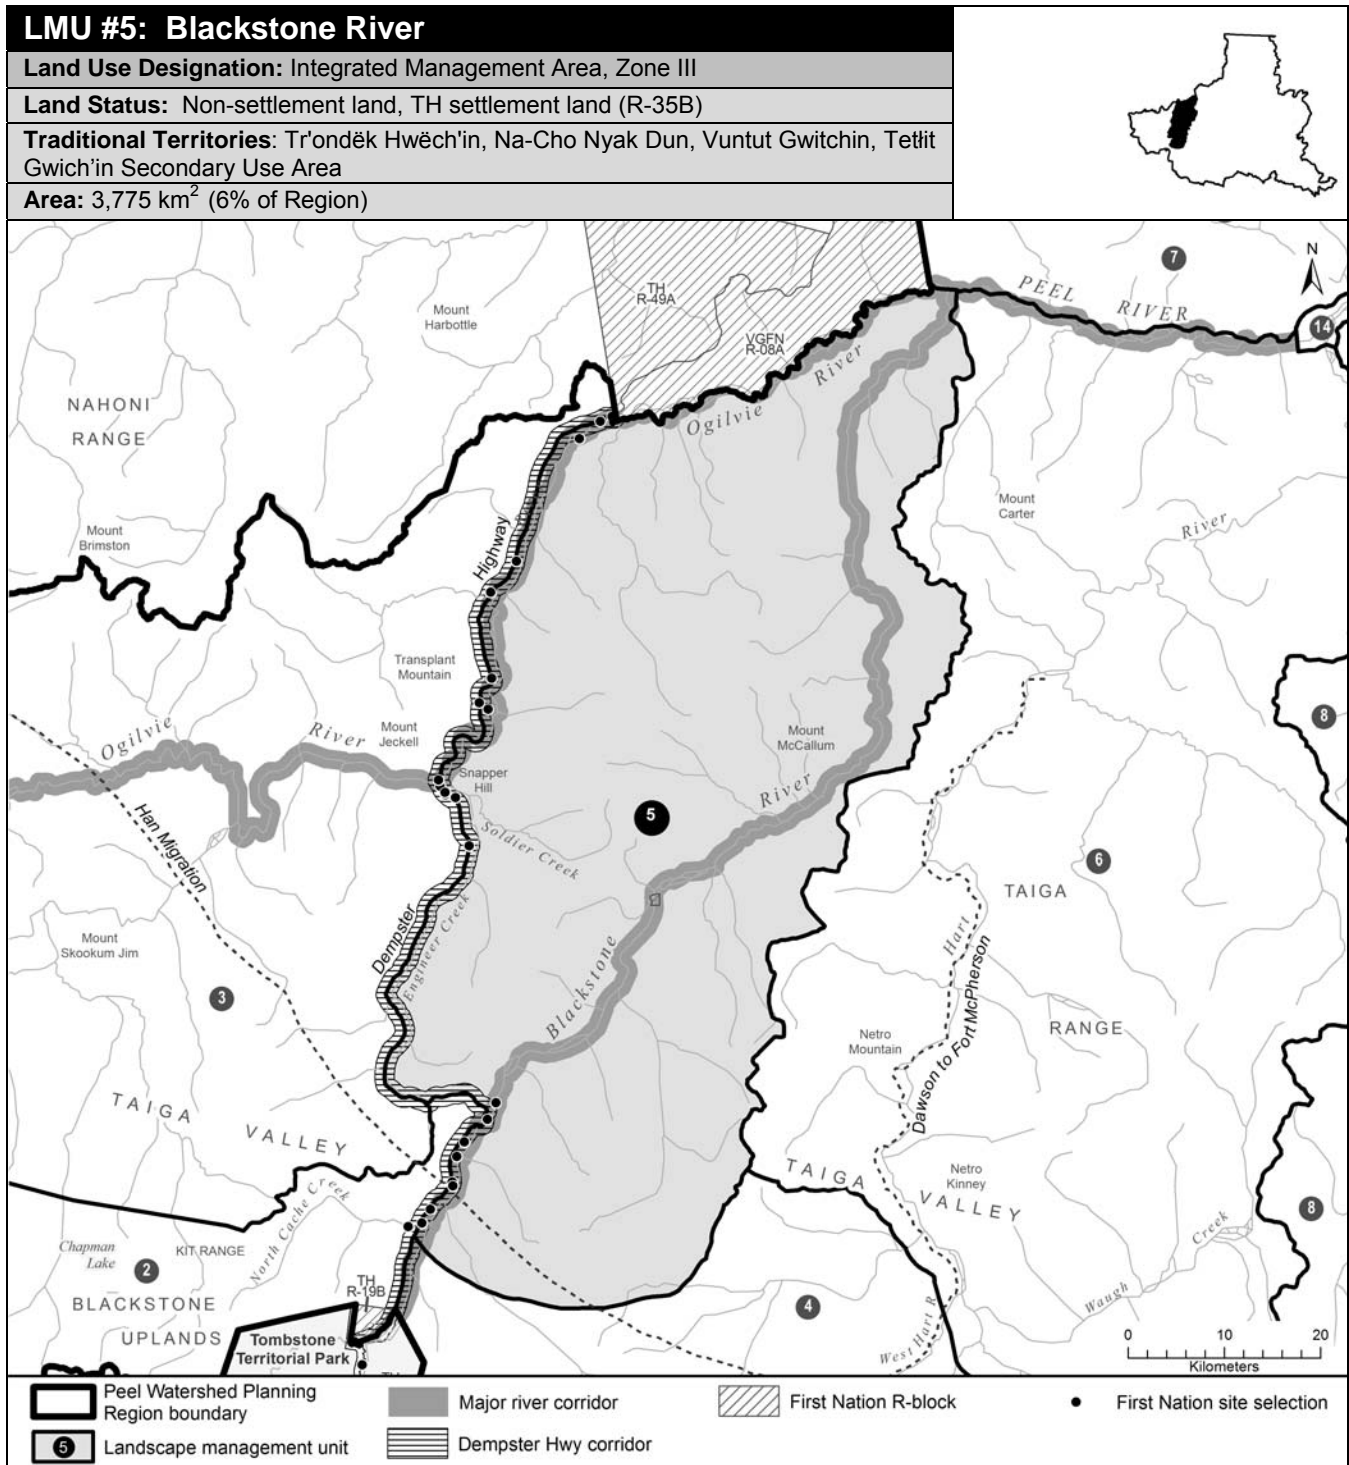 LMU #5: Blackstone River
Land Use Designation: Integrated Management Area, Zone III
Land Status: Non-settlement land, TH settlement land (R-35B)
Traditional Territories: Tr'ondëk Hwëch'in, Na-Cho Nyak Dun, Vuntut Gwitchin, Tetłit
Gwich'in Secondary Use Area
Area: 3,775 km² (6% of Region)
7
N
PEEL RIVER
14
TH
R-49A
VGFN
R-08A
Mount
Harbottle
NAHONI
RANGE
Ogilvie River
Mount
Carter
River
Mount
Brimston
Highway
Transplant
Mountain
8
Mount
Jeckell
Mount
McCallum
Ogilvie River
Snapper
Hill
River
5
Han Migration
Soldier Creek
6
TAIGA
Mount
Skookum Jim
Dempster
Engineer Creek
Hart
Blackstone
3
Dawson to Fort McPherson
RANGE
Netro
Mountain
TAIGA
VALLEY
TAIGA
VALLEY
Netro
Kinney
North Cache Creek
8
Creek
Chapman
Lake
KIT RANGE
2
TH
R-19B
4
Waugh
BLACKSTONE
UPLANDS
Tombstone
Territorial Park
West Hart R
0 10 20
Kilometers
TH
Peel Watershed Planning
Region boundary
Major river corridor
First Nation R-block
First Nation site selection
5
Landscape management unit
Dempster Hwy corridor